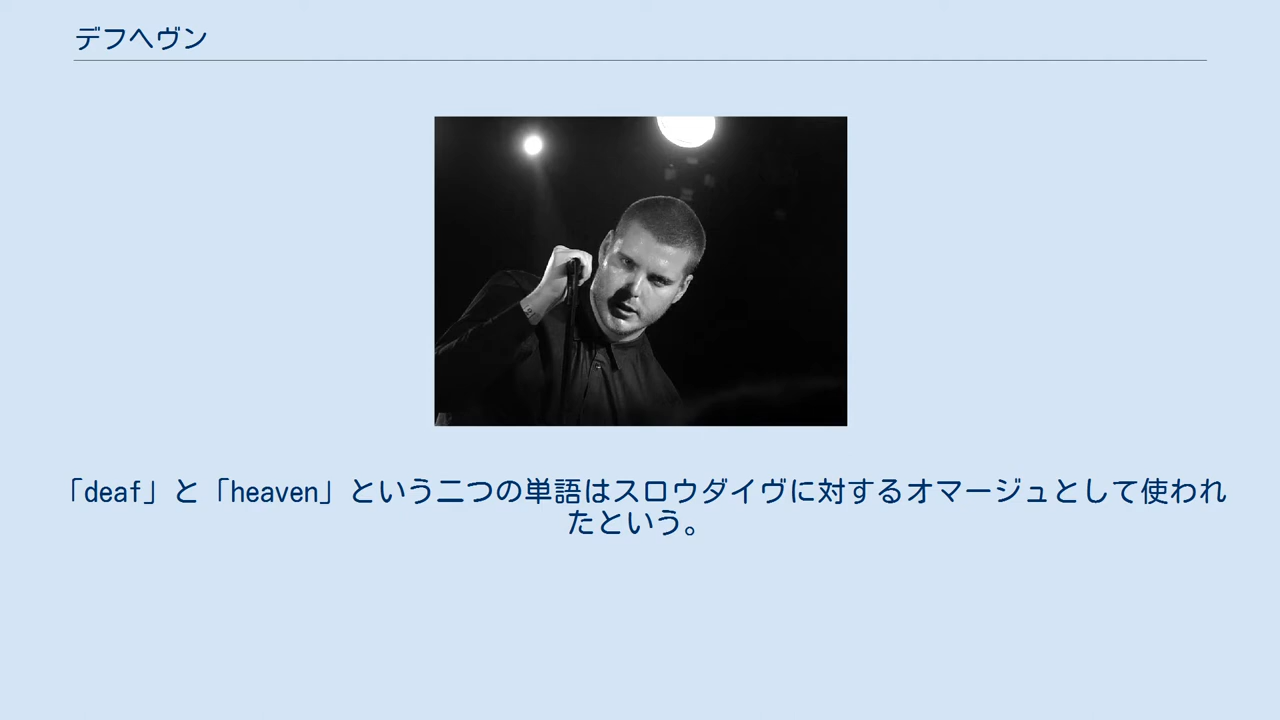 デフヘヴン
「deaf」と「heaven」という二つの単語はスロウダイヴに対するオマージュとして使われ
たという。